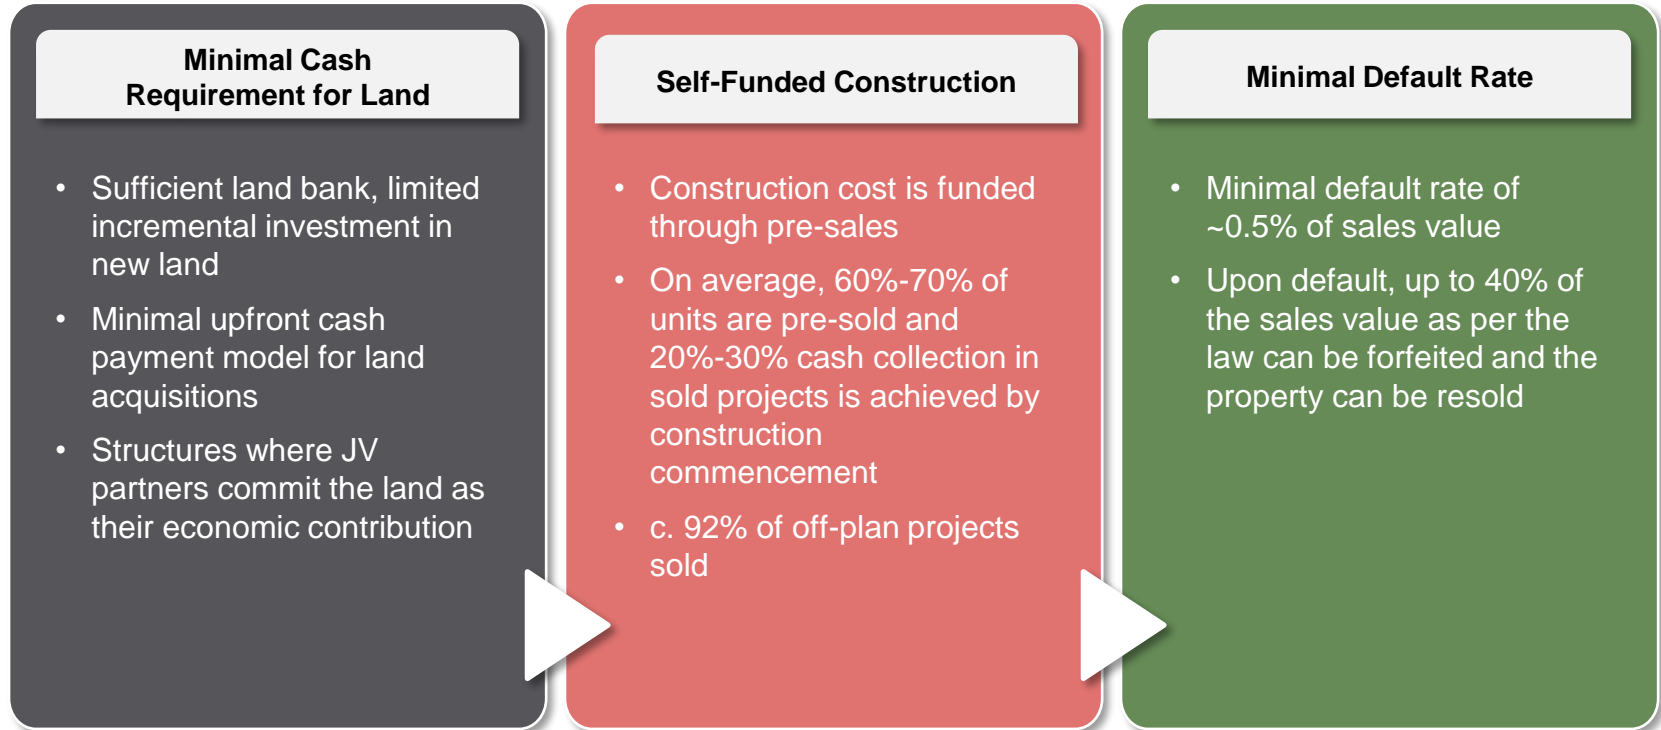 Minimal Cash
Requirement for Land
• Sufficient land bank, limited
incremental investment in
new land
• Minimal upfront cash
payment model for land
acquisitions
• Structures where JV
partners commit the land as
their economic contribution
Self-Funded Construction
• Construction cost is funded
through pre-sales
• On average, 60%-70% of
units are pre-sold and
20%-30% cash collection in
sold projects is achieved by
construction
commencement
• c. 92% of off-plan projects
sold
Minimal Default Rate
• Minimal default rate of
~0.5% of sales value
• Upon default, up to 40% of
the sales value as per the
law can be forfeited and the
property can be resold